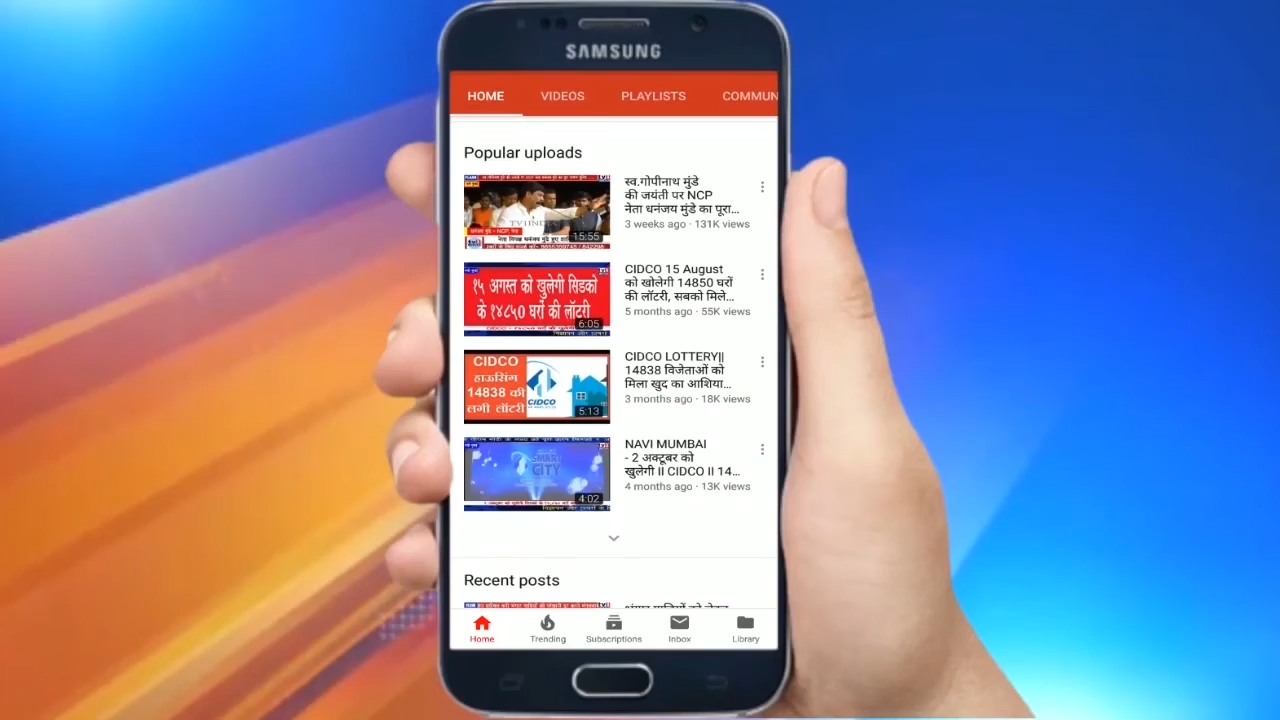 SAMSUNG
HOME VIDEOS PLAYLISTS COMMUN
Popular uploads
स्व.गोपीनाथ मुंडे
की जयंती पर NCP
नेता धनंजय मुंडे का पूरा...
3 weeks ago · 131K views
TV1INDIA
15:55
CIDCO 15 August
को खोलेगी 14850 घरों
की लॉटरी, सबको मिले...
5 months ago · 55K views
१५ अगस्त को खुलेगी सिडको
के १४८५० घरों की लॉटरी
6:05
CIDCO LOTTERY||
14838 विजेताओं को
मिला खुद का आशिया...
3 months ago · 18K views
CIDCO
हाऊसिंग
14838 की
लगी लॉटरी
CIDCO
5:13
NAVI MUMBAI
- 2 अक्टूबर को
खुलेगी II CIDCO II 14...
4 months ago · 13K views
SMART
CITY
4:02
Recent posts
Home Trending Subscriptions Inbox Library